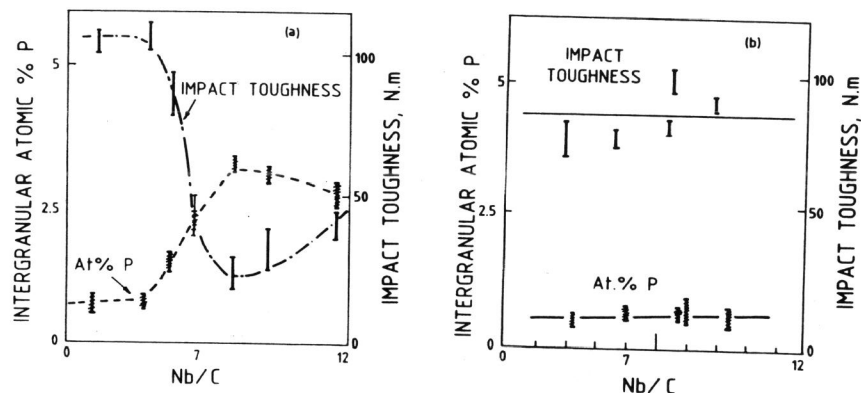 (a)
INTERGRANULAR ATOMIC % P
5
2.5
0
IMPACT TOUGHNESS
At% P
100
50
0
IMPACT TOUGHNESS, N.m
0 7 12
Nb/C
(b)
INTERGRANULAR ATOMIC % P
5
2.5
0
IMPACT
TOUGHNESS
At.% P
100
50
0
IMPACT TOUGHNESS, N.m
0 7 12
Nb/C